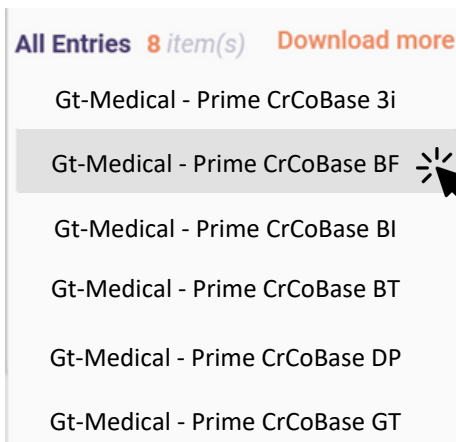 All Entries 8 item(s) Download more
Gt-Medical - Prime CrCoBase 3i
Gt-Medical - Prime CrCoBase BF
Gt-Medical - Prime CrCoBase BI
Gt-Medical - Prime CrCoBase BT
Gt-Medical - Prime CrCoBase DP
Gt-Medical - Prime CrCoBase GT